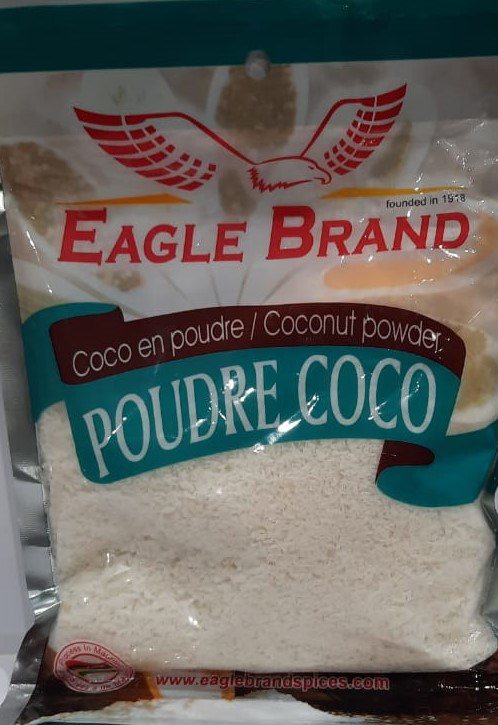 founded in 1918
EAGLE BRAND
Coco en poudre / Coconut powder
POUDRE COCO
www.eaglebrandspices.com